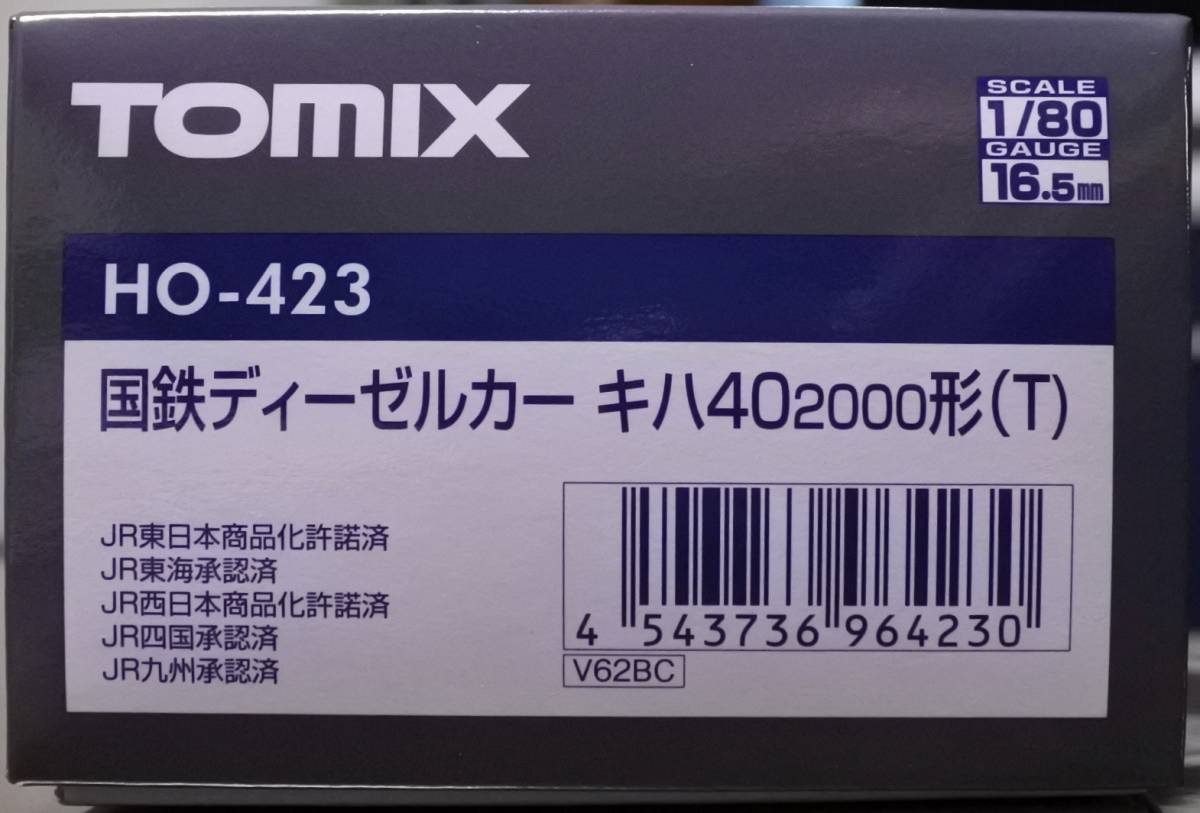 TOMIX
SCALE
1/80
GAUGE
16.5mm
HO-423
国鉄ディーゼルカー キハ402000形(T)
JR東日本商品化許諾済
JR東海承認済
JR西日本商品化許諾済
JR四国承認済
JR九州承認済
4 543736 964230
V62BC